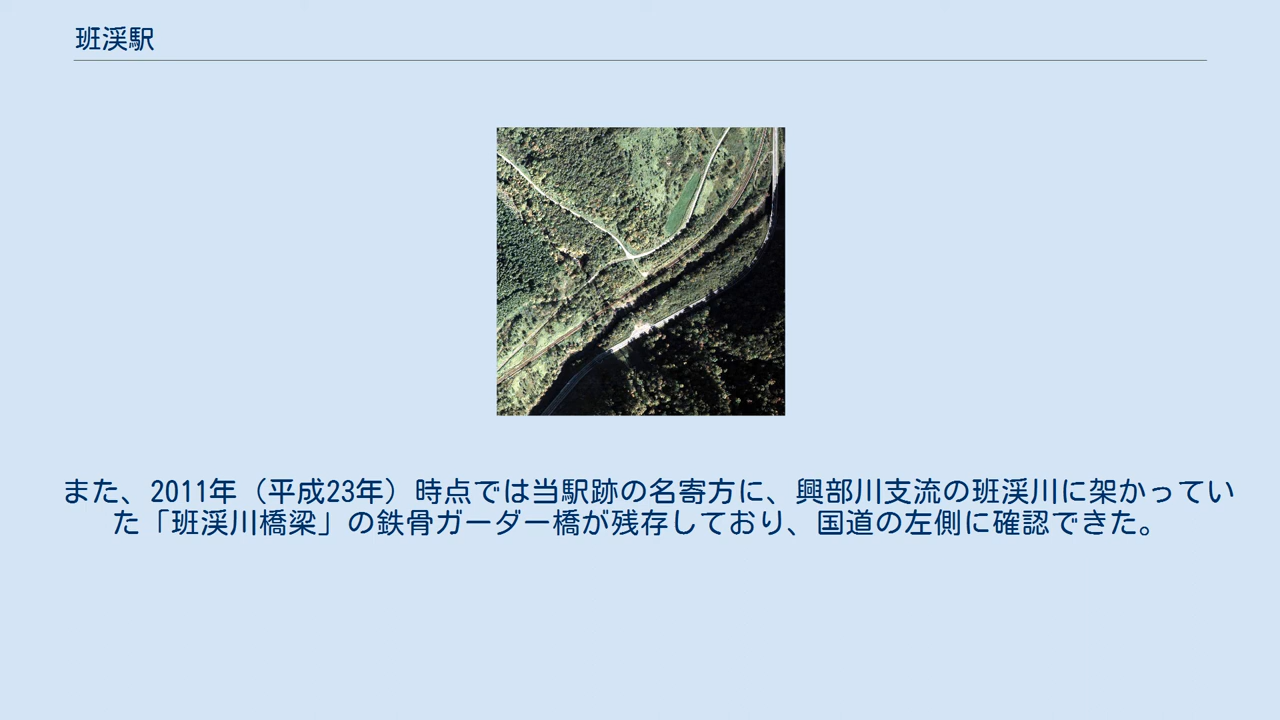 班渓駅
また、2011年（平成23年）時点では当駅跡の名寄方に、興部川支流の班渓川に架かってい
た「班渓川橋梁」の鉄骨ガーダー橋が残存しており、国道の左側に確認できた。